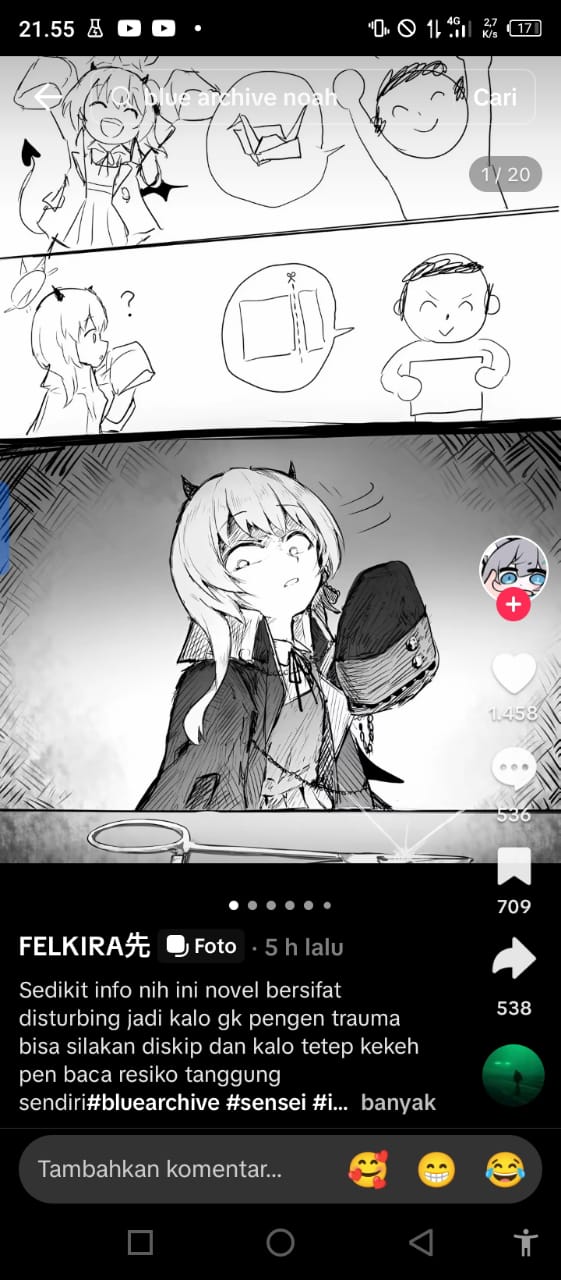 21.55
4G
2,7
K/s
17
blue archive noah
Cari
1 / 20
?
1.458
536
709
538
FELKIRA先 Foto · 5 h lalu
Sedikit info nih ini novel bersifat
disturbing jadi kalo gk pengen trauma
bisa silakan diskip dan kalo tetep kekeh
pen baca resiko tanggung
sendiri#bluearchive #sensei #i... banyak
Tambahkan komentar...